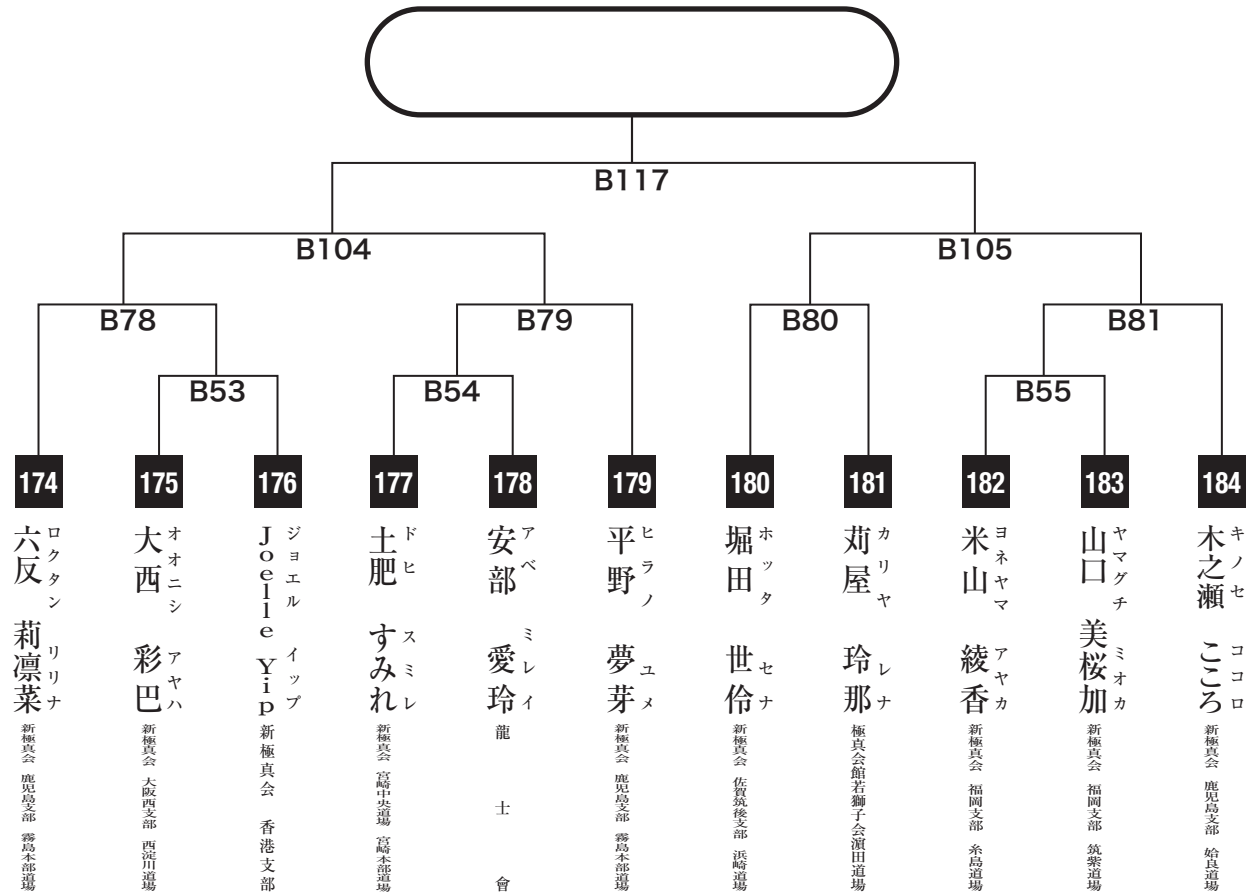 B117
B104
B105
B78
B79
B80
B81
B53
B54
B55
174
175
176
177
178
179
180
181
182
183
184
六反 莉凛菜
ロクタン リリナ
新極真会 鹿児島支部 霧島本部道場
大西 彩巴
オオニシ アヤハ
新極真会 大阪西支部 西淀川道場
Joelle Yip
ジョエル イップ
新極真会 香港支部
土肥 すみれ
ドヒ スミレ
新極真会 宮崎中央道場 宮崎本部道場
安部 愛玲
アベ ミレイ
龍士會
平野 夢芽
ヒラノ ユメ
新極真会 鹿児島支部 霧島本部道場
堀田 世伶
ホッタ セナ
新極真会 佐賀筑後支部 浜崎道場
苅屋 玲那
カリヤ レナ
極真会館若獅子会濵田道場
米山 綾香
ヨネヤマ アヤカ
新極真会 福岡支部 糸島道場
山口 美桜加
ヤマグチ ミオカ
新極真会 福岡支部 筑紫道場
木之瀬 こころ
キノセ ココロ
新極真会 鹿児島支部 姶良道場